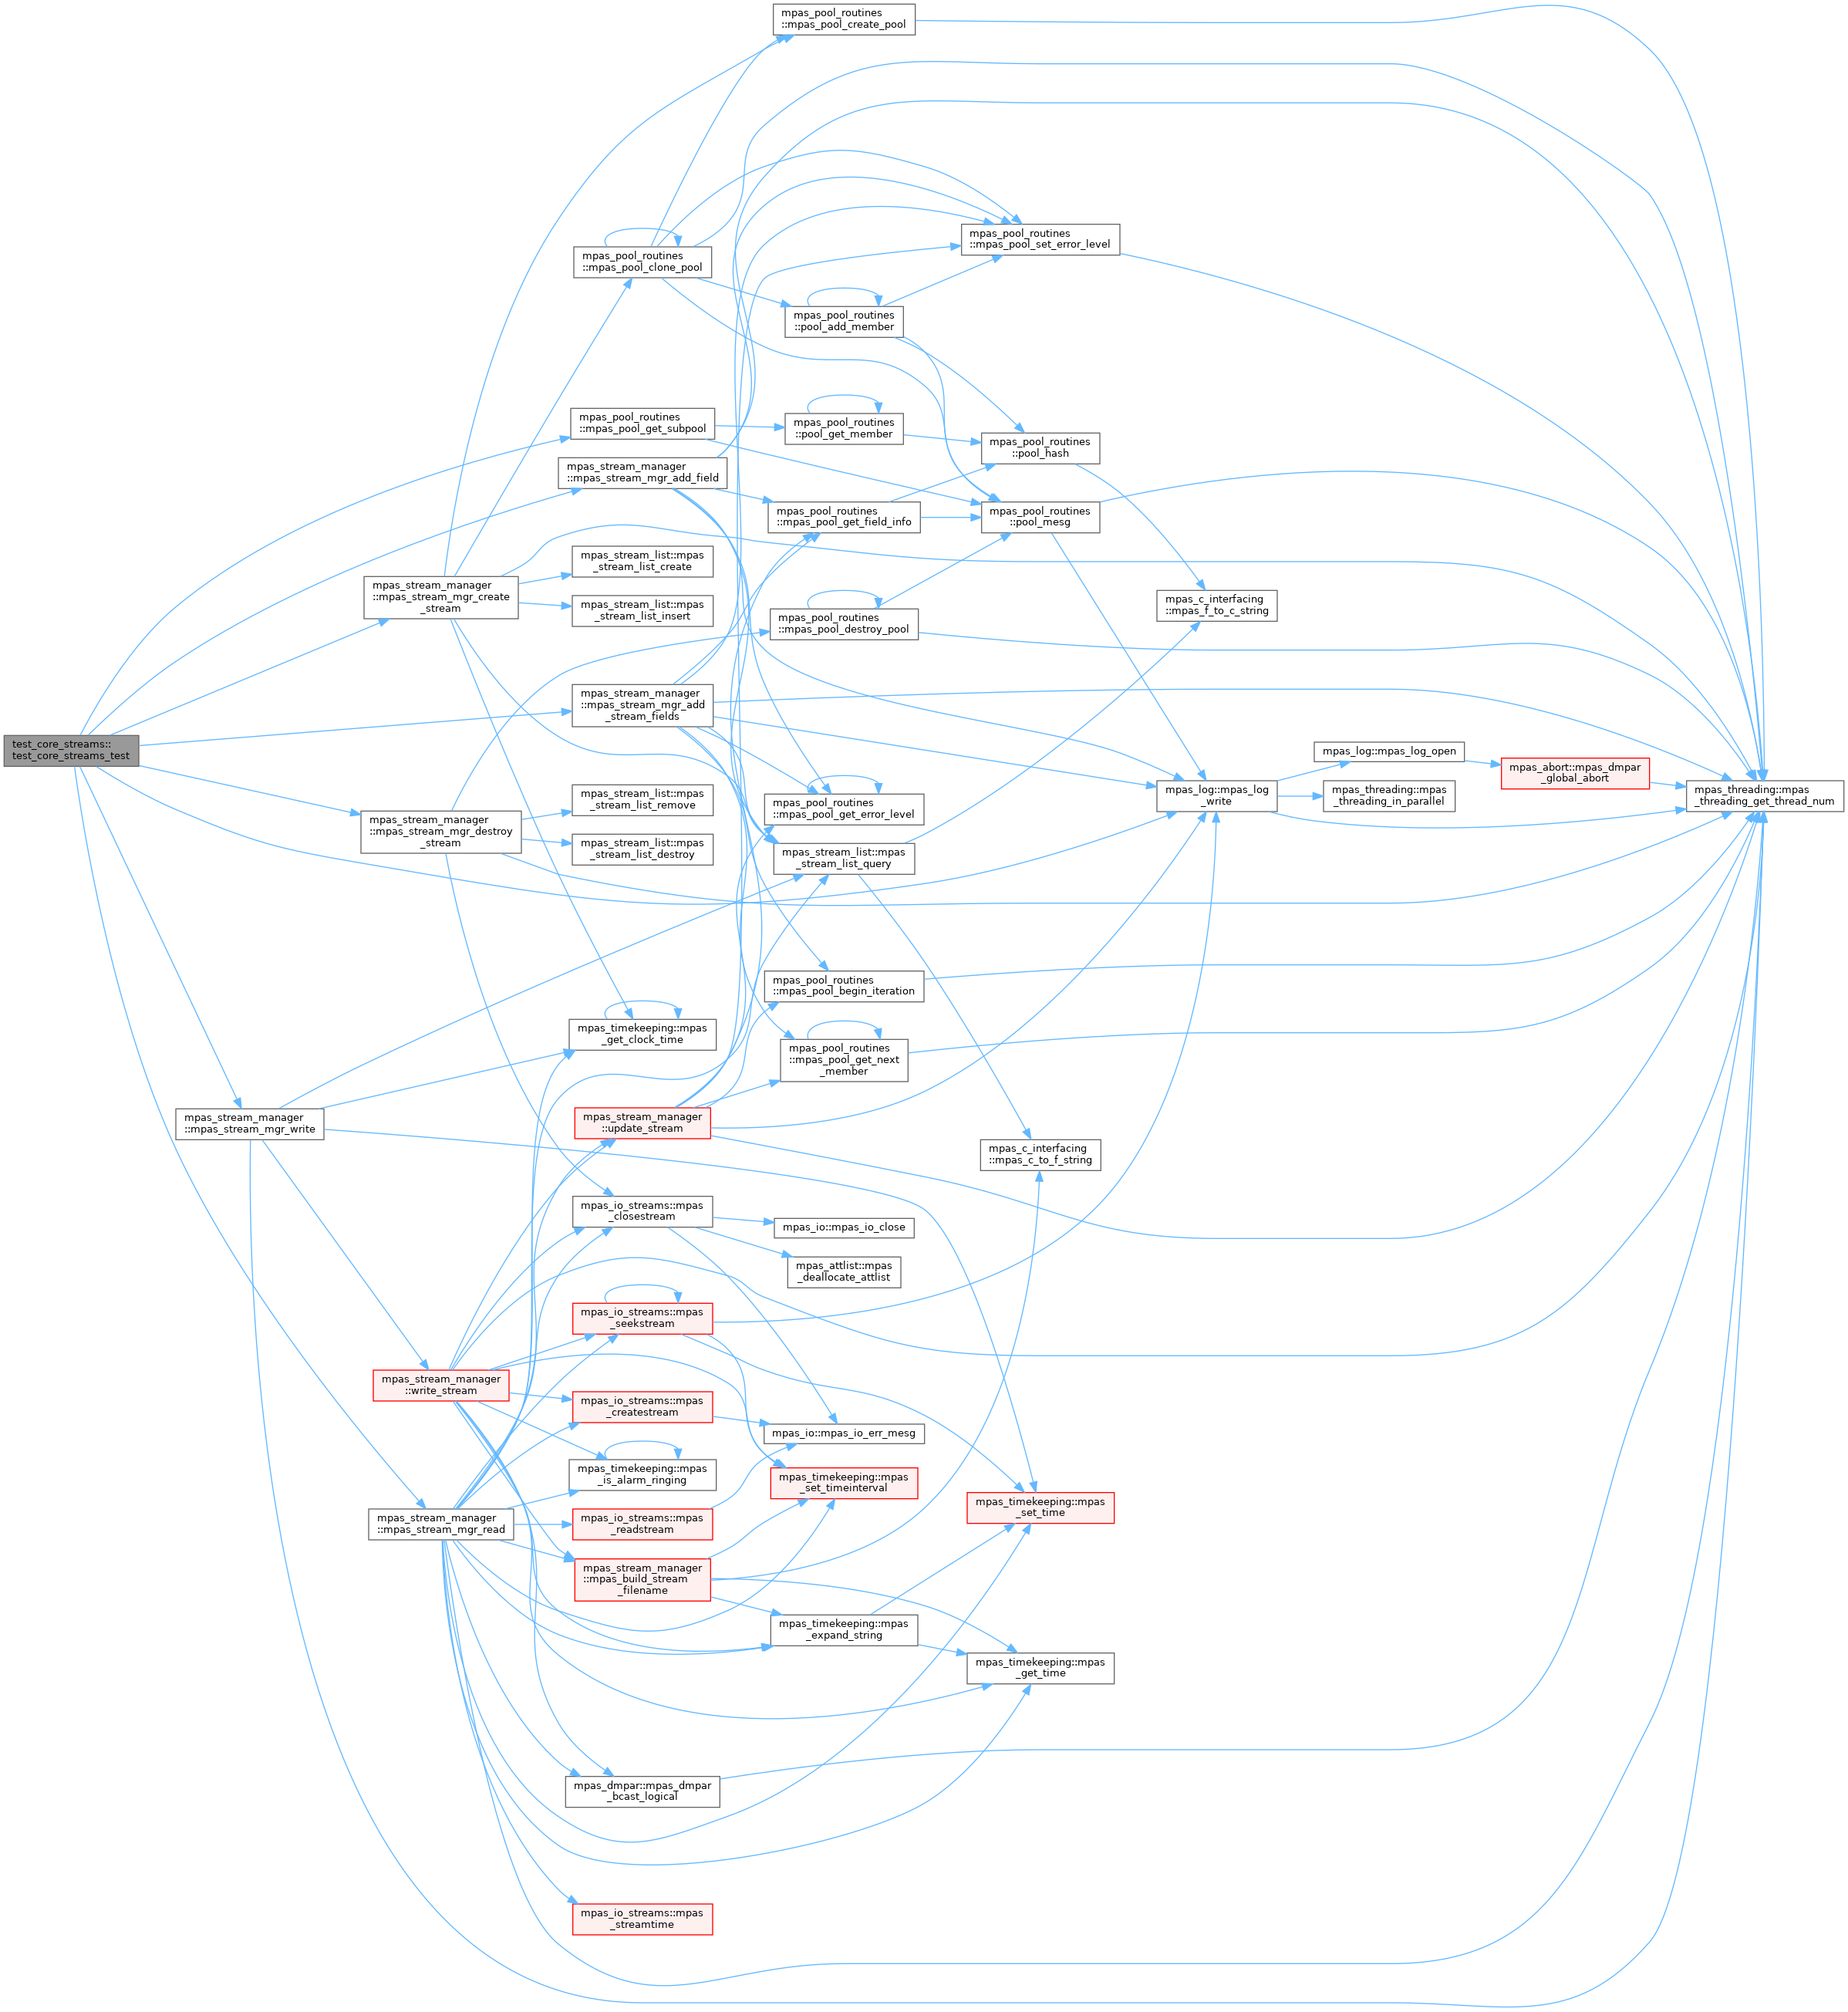 mpas_pool_routines
::mpas_pool_create_pool
mpas_pool_routines
::mpas_pool_set_error_level
mpas_pool_routines
::mpas_pool_clone_pool
mpas_pool_routines
::pool_add_member
mpas_pool_routines
::mpas_pool_get_subpool
mpas_pool_routines
::pool_get_member
mpas_pool_routines
::pool_hash
mpas_stream_manager
::mpas_stream_mgr_add_field
mpas_pool_routines
::mpas_pool_get_field_info
mpas_pool_routines
::pool_mesg
mpas_stream_list::mpas
_stream_list_create
mpas_stream_manager
::mpas_stream_mgr_create
_stream
mpas_stream_list::mpas
_stream_list_insert
mpas_c_interfacing
::mpas_f_to_c_string
mpas_pool_routines
::mpas_pool_destroy_pool
mpas_stream_manager
::mpas_stream_mgr_add
_stream_fields
test_core_streams::
test_core_streams_test
mpas_log::mpas_log_open
mpas_abort::mpas_dmpar
_global_abort
mpas_stream_list::mpas
_stream_list_remove
mpas_pool_routines
::mpas_pool_get_error_level
mpas_log::mpas_log
_write
mpas_threading::mpas
_threading_in_parallel
mpas_threading::mpas
_threading_get_thread_num
mpas_stream_manager
::mpas_stream_mgr_destroy
_stream
mpas_stream_list::mpas
_stream_list_destroy
mpas_stream_list::mpas
_stream_list_query
mpas_pool_routines
::mpas_pool_begin_iteration
mpas_timekeeping::mpas
_get_clock_time
mpas_pool_routines
::mpas_pool_get_next
_member
mpas_stream_manager
::mpas_stream_mgr_write
mpas_stream_manager
::update_stream
mpas_c_interfacing
::mpas_c_to_f_string
mpas_io_streams::mpas
_closestream
mpas_io::mpas_io_close
mpas_attlist::mpas
_deallocate_attlist
mpas_io_streams::mpas
_seekstream
mpas_stream_manager
::write_stream
mpas_io_streams::mpas
_createstream
mpas_io::mpas_io_err_mesg
mpas_timekeeping::mpas
_is_alarm_ringing
mpas_timekeeping::mpas
_set_timeinterval
mpas_timekeeping::mpas
_set_time
mpas_stream_manager
::mpas_stream_mgr_read
mpas_io_streams::mpas
_readstream
mpas_stream_manager
::mpas_build_stream
_filename
mpas_timekeeping::mpas
_expand_string
mpas_timekeeping::mpas
_get_time
mpas_dmpar::mpas_dmpar
_bcast_logical
mpas_io_streams::mpas
_streamtime